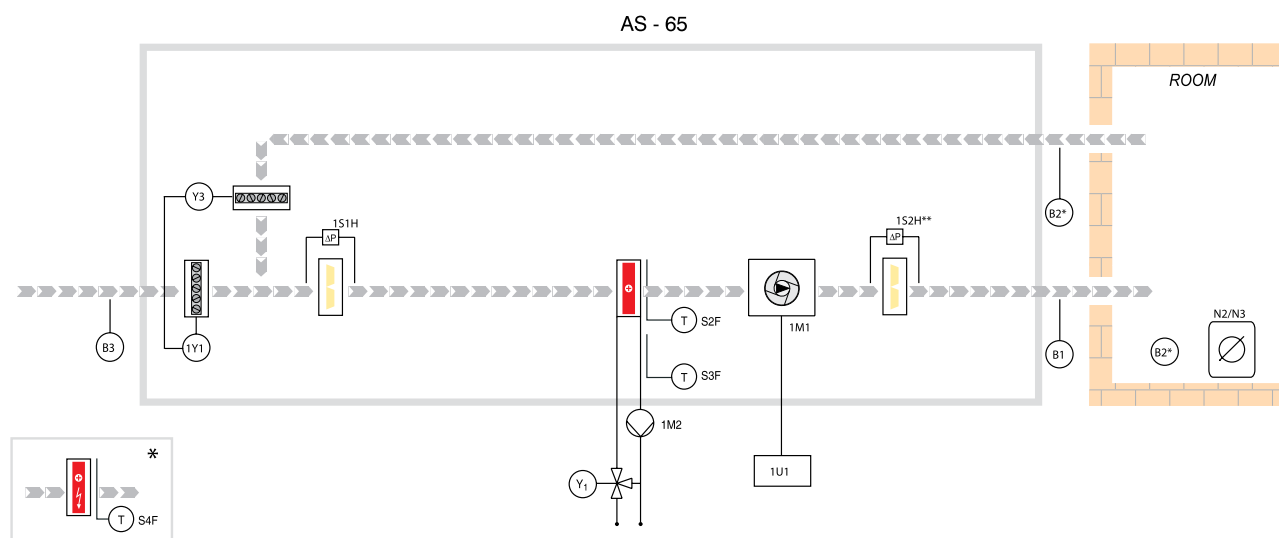 AS - 65
ROOM
Y3
1S1H
ΔP
1S2H**
ΔP
B2*
B3
1Y1
T
S2F
1M1
B1
N2/N3
B2*
T
S3F
1M2
*
1U1
Y1
T
S4F